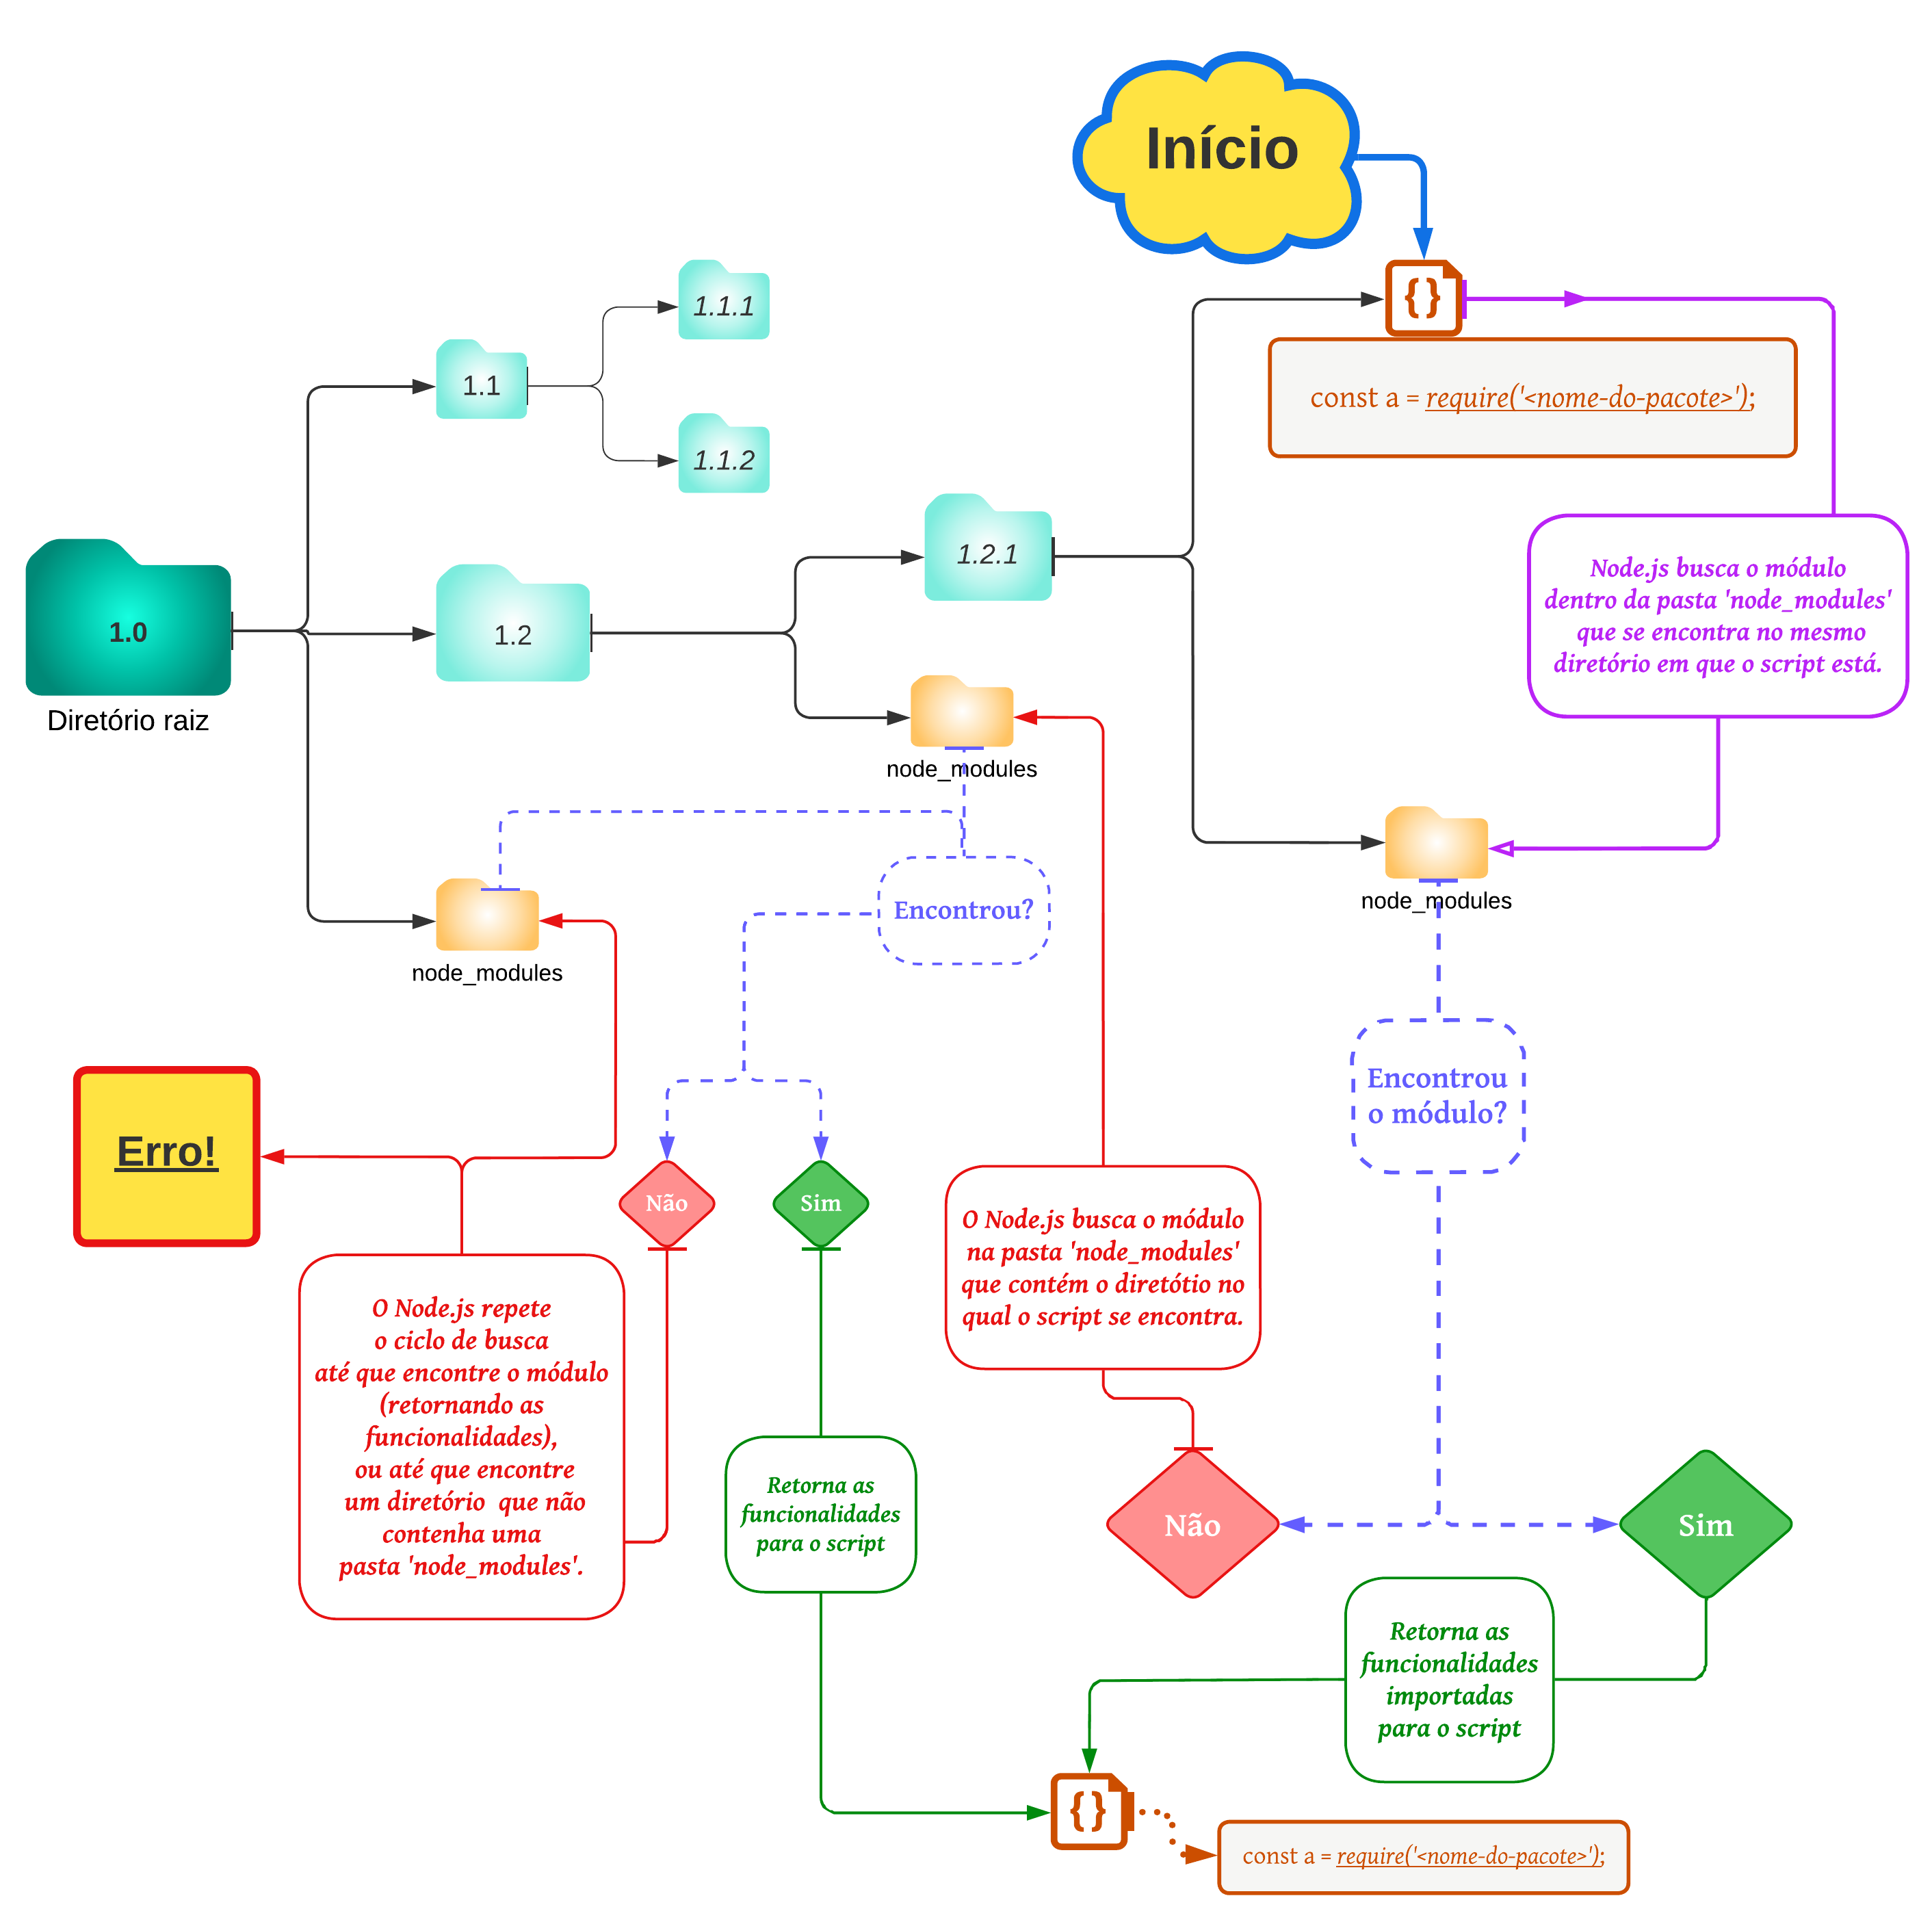 Início
{}
const a = require('<nome-do-pacote>');
1.1.1
1.1
1.1.2
1.2.1
1.0
1.2
Diretório raiz
Node.js busca o módulo
dentro da pasta 'node_modules'
que se encontra no mesmo
diretório em que o script está.
node_modules
node_modules
node_modules
Encontrou?
Encontrou
o módulo?
Erro!
Não
Sim
O Node.js busca o módulo
na pasta 'node_modules'
que contém o diretótio no
qual o script se encontra.
O Node.js repete
o ciclo de busca
até que encontre o módulo
(retornando as
funcionalidades),
ou até que encontre
um diretório  que não
contenha uma
pasta 'node_modules'.
Retorna as
funcionalidades
para o script
Não
Sim
Retorna as
funcionalidades
importadas
para o script
{}
const a = require('<nome-do-pacote>');